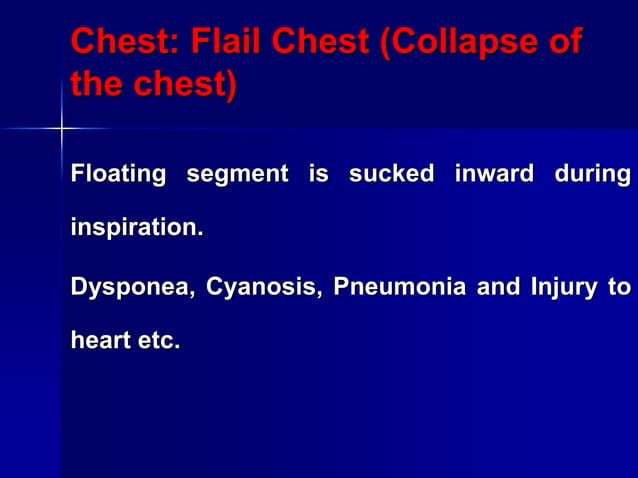 Chest: Flail Chest (Collapse of
the chest)
Floating segment is sucked inward during
inspiration.
Dysponea, Cyanosis, Pneumonia and Injury to
heart etc.